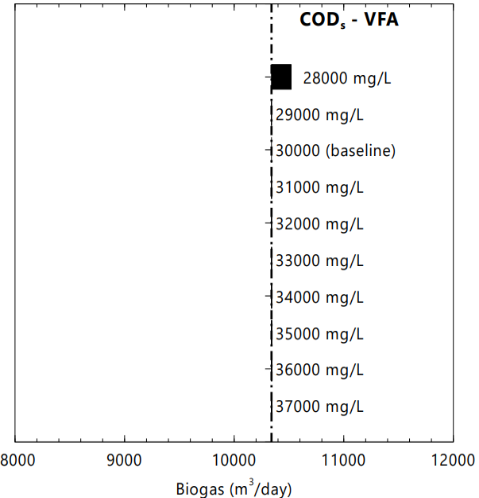 CODₛ - VFA
28000 mg/L
29000 mg/L
30000 (baseline)
31000 mg/L
32000 mg/L
33000 mg/L
34000 mg/L
35000 mg/L
36000 mg/L
37000 mg/L
8000 9000 10000 11000 12000
Biogas (m³/day)